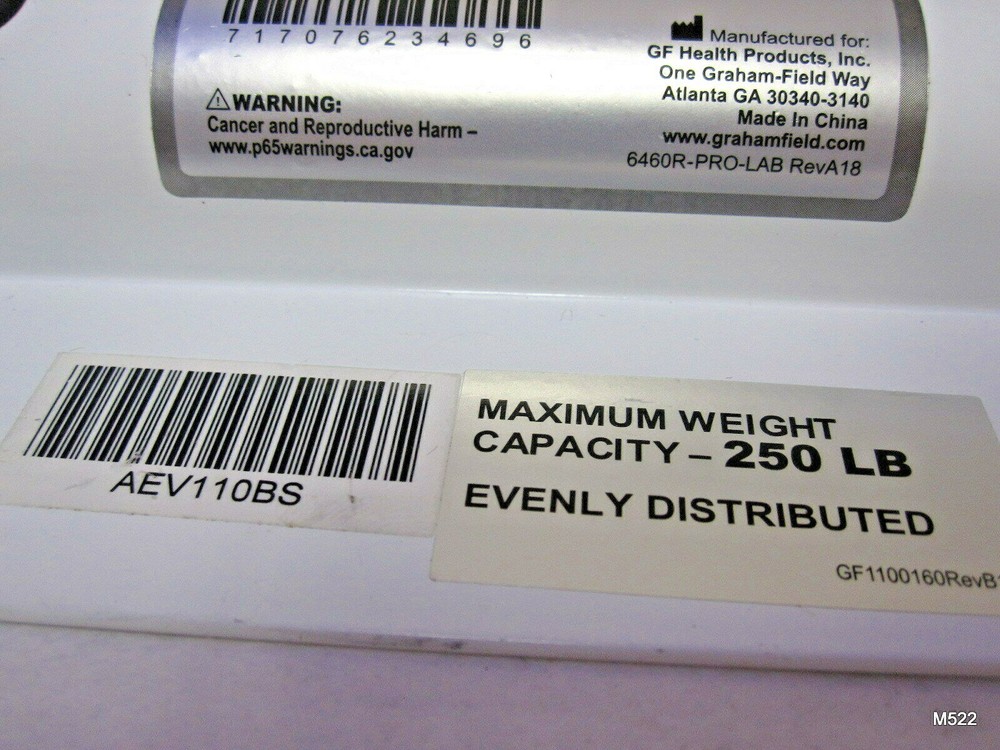 717076234696
⚠WARNING:
Cancer and Reproductive Harm –
www.p65warnings.ca.gov
Manufactured for:
GF Health Products, Inc.
One Graham-Field Way
Atlanta GA 30340-3140
Made In China
www.grahamfield.com
6460R-PRO-LAB RevA18
AEV110BS
MAXIMUM WEIGHT
CAPACITY – 250 LB
EVENLY DISTRIBUTED
GF1100160RevB
M522